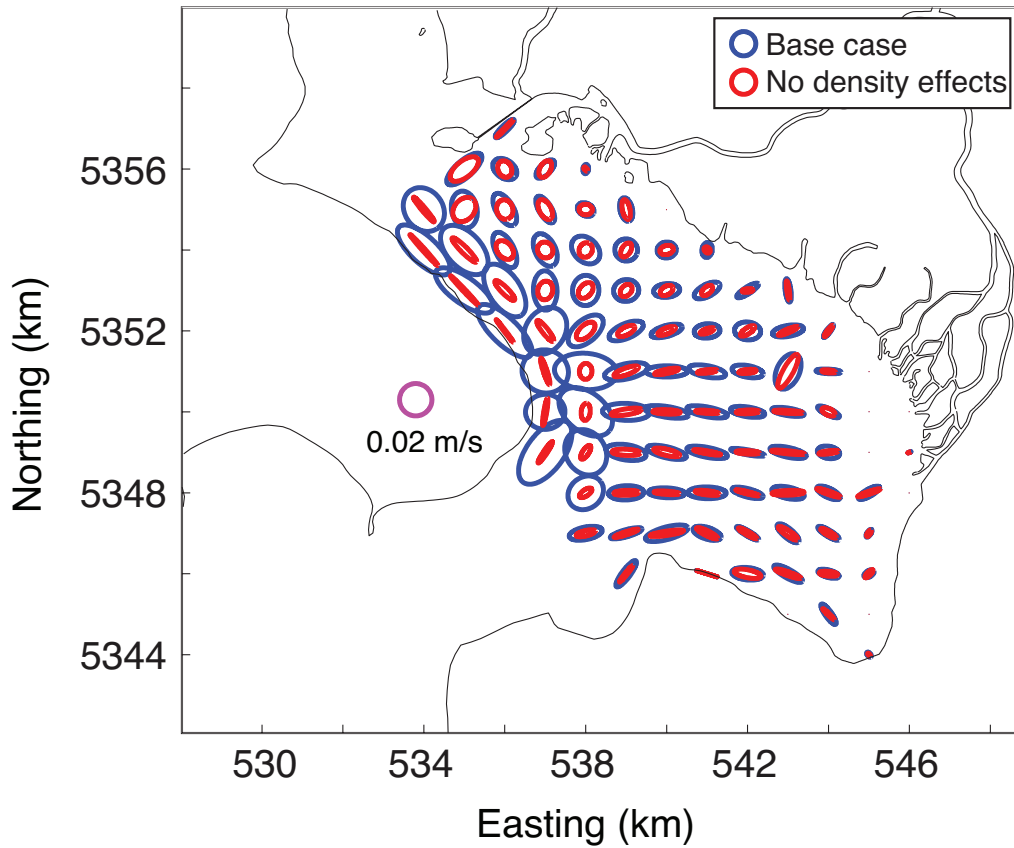 Base case
No density effects
5356
5352
5348
5344
Northing (km)
0.02 m/s
530
534
538
542
546
Easting (km)